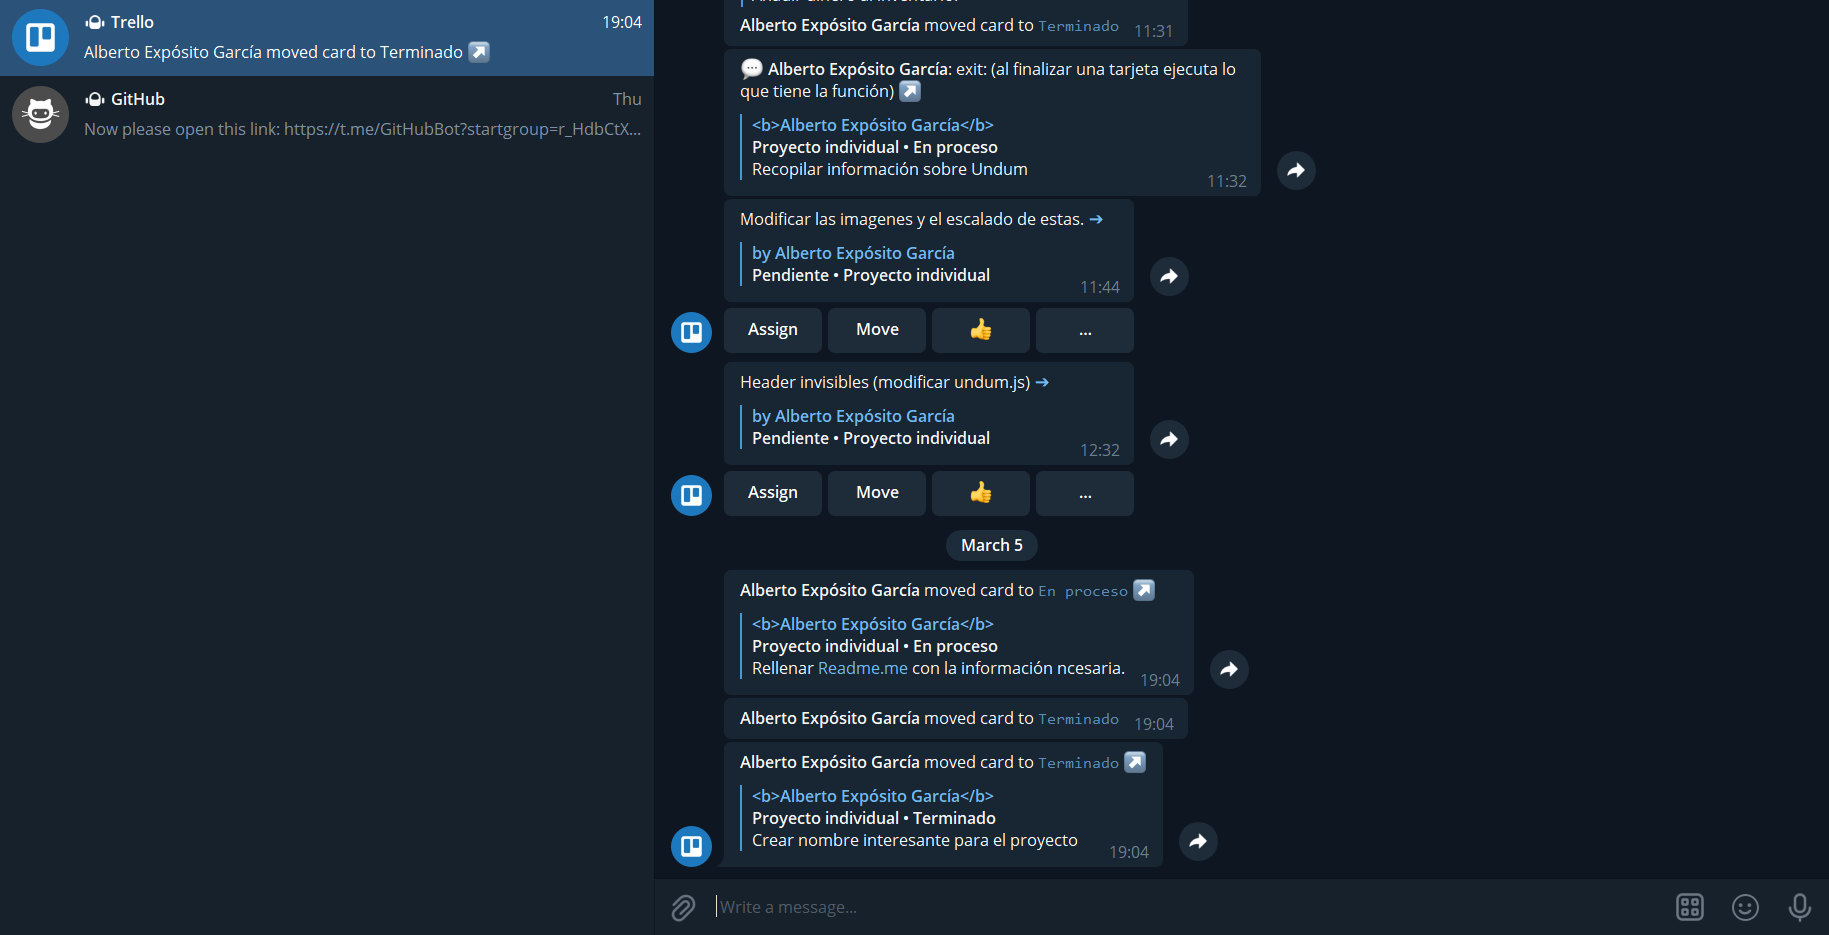 Trello 19:04
Alberto Expósito García moved card to Terminado
GitHub Thu
Now please open this link: https://t.me/GitHubBot?startgroup=r_HdbCtX...
Alberto Expósito García moved card to Terminado 11:31
Alberto Expósito García: exit: (al finalizar una tarjeta ejecuta lo
que tiene la función)
<b>Alberto Expósito García</b>
Proyecto individual • En proceso
Recopilar información sobre Undum
11:32
Modificar las imagenes y el escalado de estas. ➔
by Alberto Expósito García
Pendiente • Proyecto individual
11:44
Assign Move ...
Header invisibles (modificar undum.js) ➔
by Alberto Expósito García
Pendiente • Proyecto individual
12:32
Assign Move ...
March 5
Alberto Expósito García moved card to En proceso
<b>Alberto Expósito García</b>
Proyecto individual • En proceso
Rellenar Readme.me con la información ncesaria.
19:04
Alberto Expósito García moved card to Terminado 19:04
Alberto Expósito García moved card to Terminado
<b>Alberto Expósito García</b>
Proyecto individual • Terminado
Crear nombre interesante para el proyecto
19:04
Write a message...